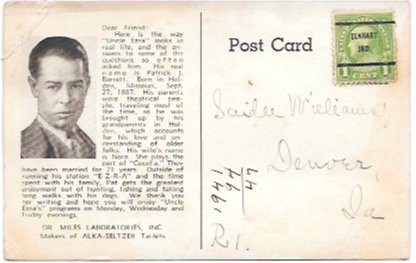 Dear Friend:
Here is the way
"Uncle Ezra" looks in
real life, and the an-
swers to some of the
questions so often
asked him. His real
name is Patrick J.
Barrett. Born in Hol-
den, Missouri, Sept.
27, 1887. His parents
were theatrical peo-
ple, traveling most of
the time, so he was
brought up by his
grandparents in Hol-
den, which accounts
for his love and un-
derstanding of older
folks. His wife's name
is Nora. She plays the
part of "Cecelia." They
have been married for 21 years. Outside of
running his station "E-Z-R-A" and the time
spent with his family, Pat gets the greatest
enjoyment out of hunting, fishing and taking
long walks with his dogs. We thank you
for writing and hope you will enjoy "Uncle
Ezra's" programs on Monday, Wednesday and
Friday evenings.
DR. MILES LABORATORIES, INC.
Makers of ALKA-SELTZER Tablets
Post Card
ELKHART
IND.
1 CENT 1
Williams
Denver,
Ia
R1.
1941
94
47